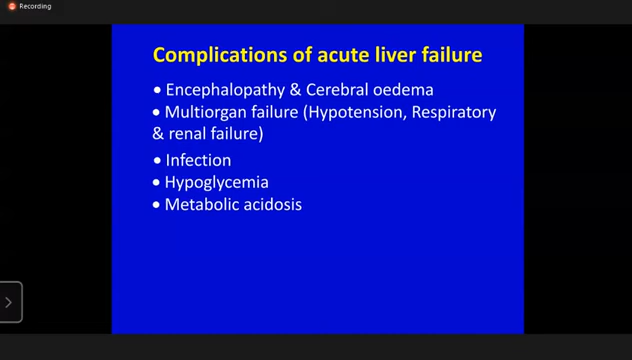 Recording
Complications of acute liver failure
• Encephalopathy & Cerebral oedema
• Multiorgan failure (Hypotension, Respiratory
& renal failure)
• Infection
• Hypoglycemia
• Metabolic acidosis